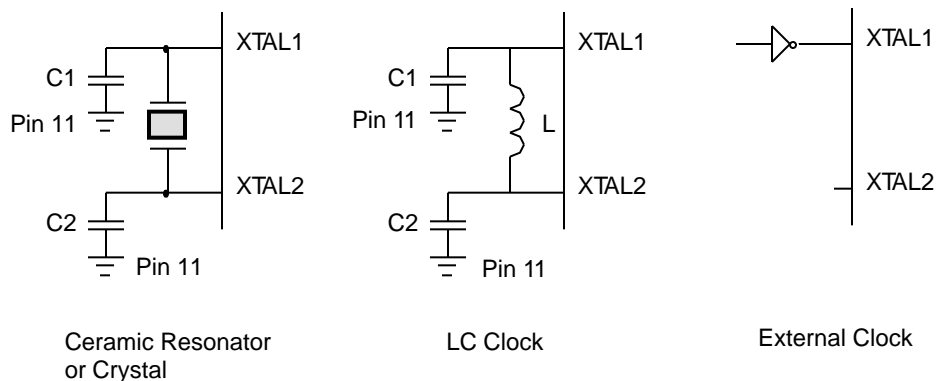 XTAL1
C1
Pin 11
XTAL2
C2
Pin 11
Ceramic Resonator
or Crystal
XTAL1
C1
Pin 11
L
XTAL2
C2
Pin 11
LC Clock
XTAL1
XTAL2
External Clock